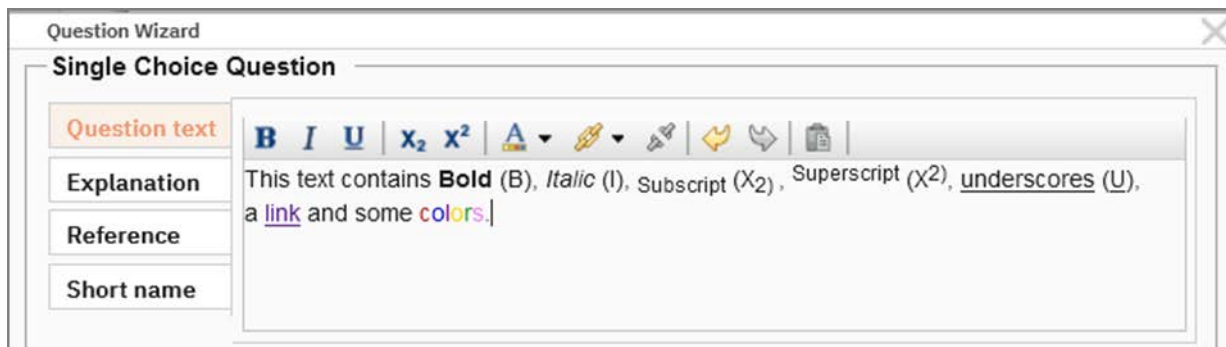 Question Wizard
Single Choice Question
Question text
Explanation
Reference
Short name
B I U X₂ X² A
This text contains Bold (B), Italic (I), Subscript (X₂), Superscript (X²), underscores (U),
a link and some colors.